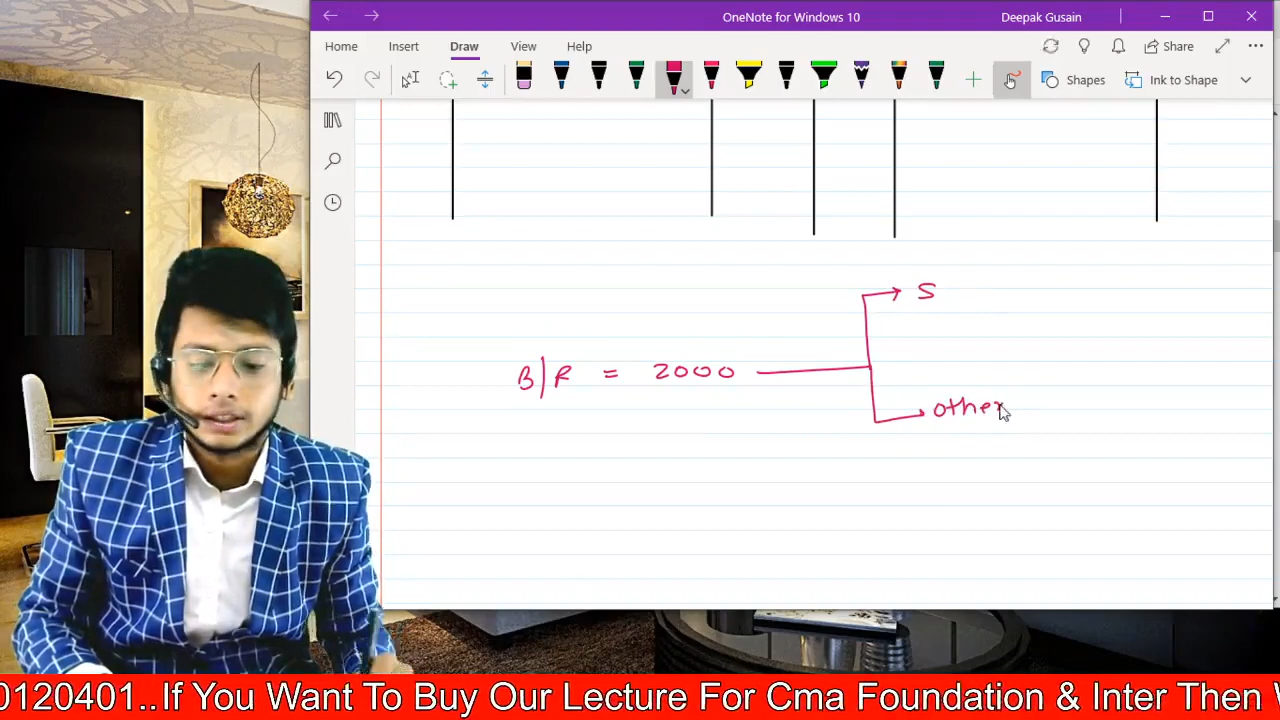 OneNote for Windows 10
Deepak Gusain
Home Insert Draw View Help
Share
Shapes
Ink to Shape
S
B|R = 2000
other
0120401..If You Want To Buy Our Lecture For Cma Foundation & Inter Then